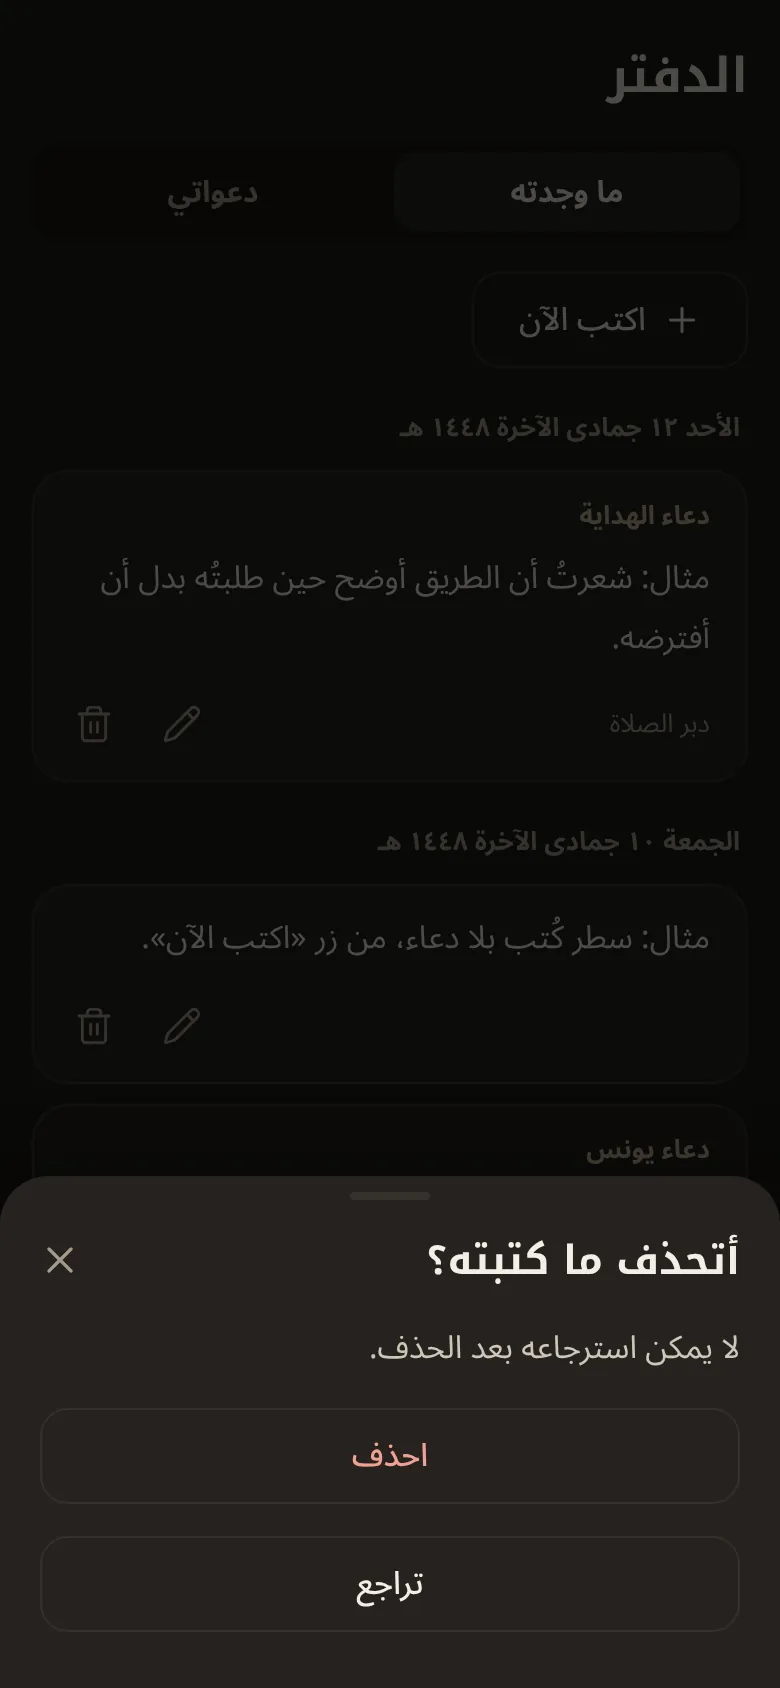 الدفتر
ما وجدته
دعواتي
اكتب الآن
الأحد ١٢ جمادى الآخرة ١٤٤٨ هـ
دعاء الهداية
مثال: شعرتُ أن الطريق أوضح حين طلبتُه بدل أن
أفترضه.
دبر الصلاة
الجمعة ١٠ جمادى الآخرة ١٤٤٨ هـ
مثال: سطر كُتب بلا دعاء، من زر «اكتب الآن».
دعاء يونس
أتحذف ما كتبته؟
لا يمكن استرجاعه بعد الحذف.
احذف
تراجع